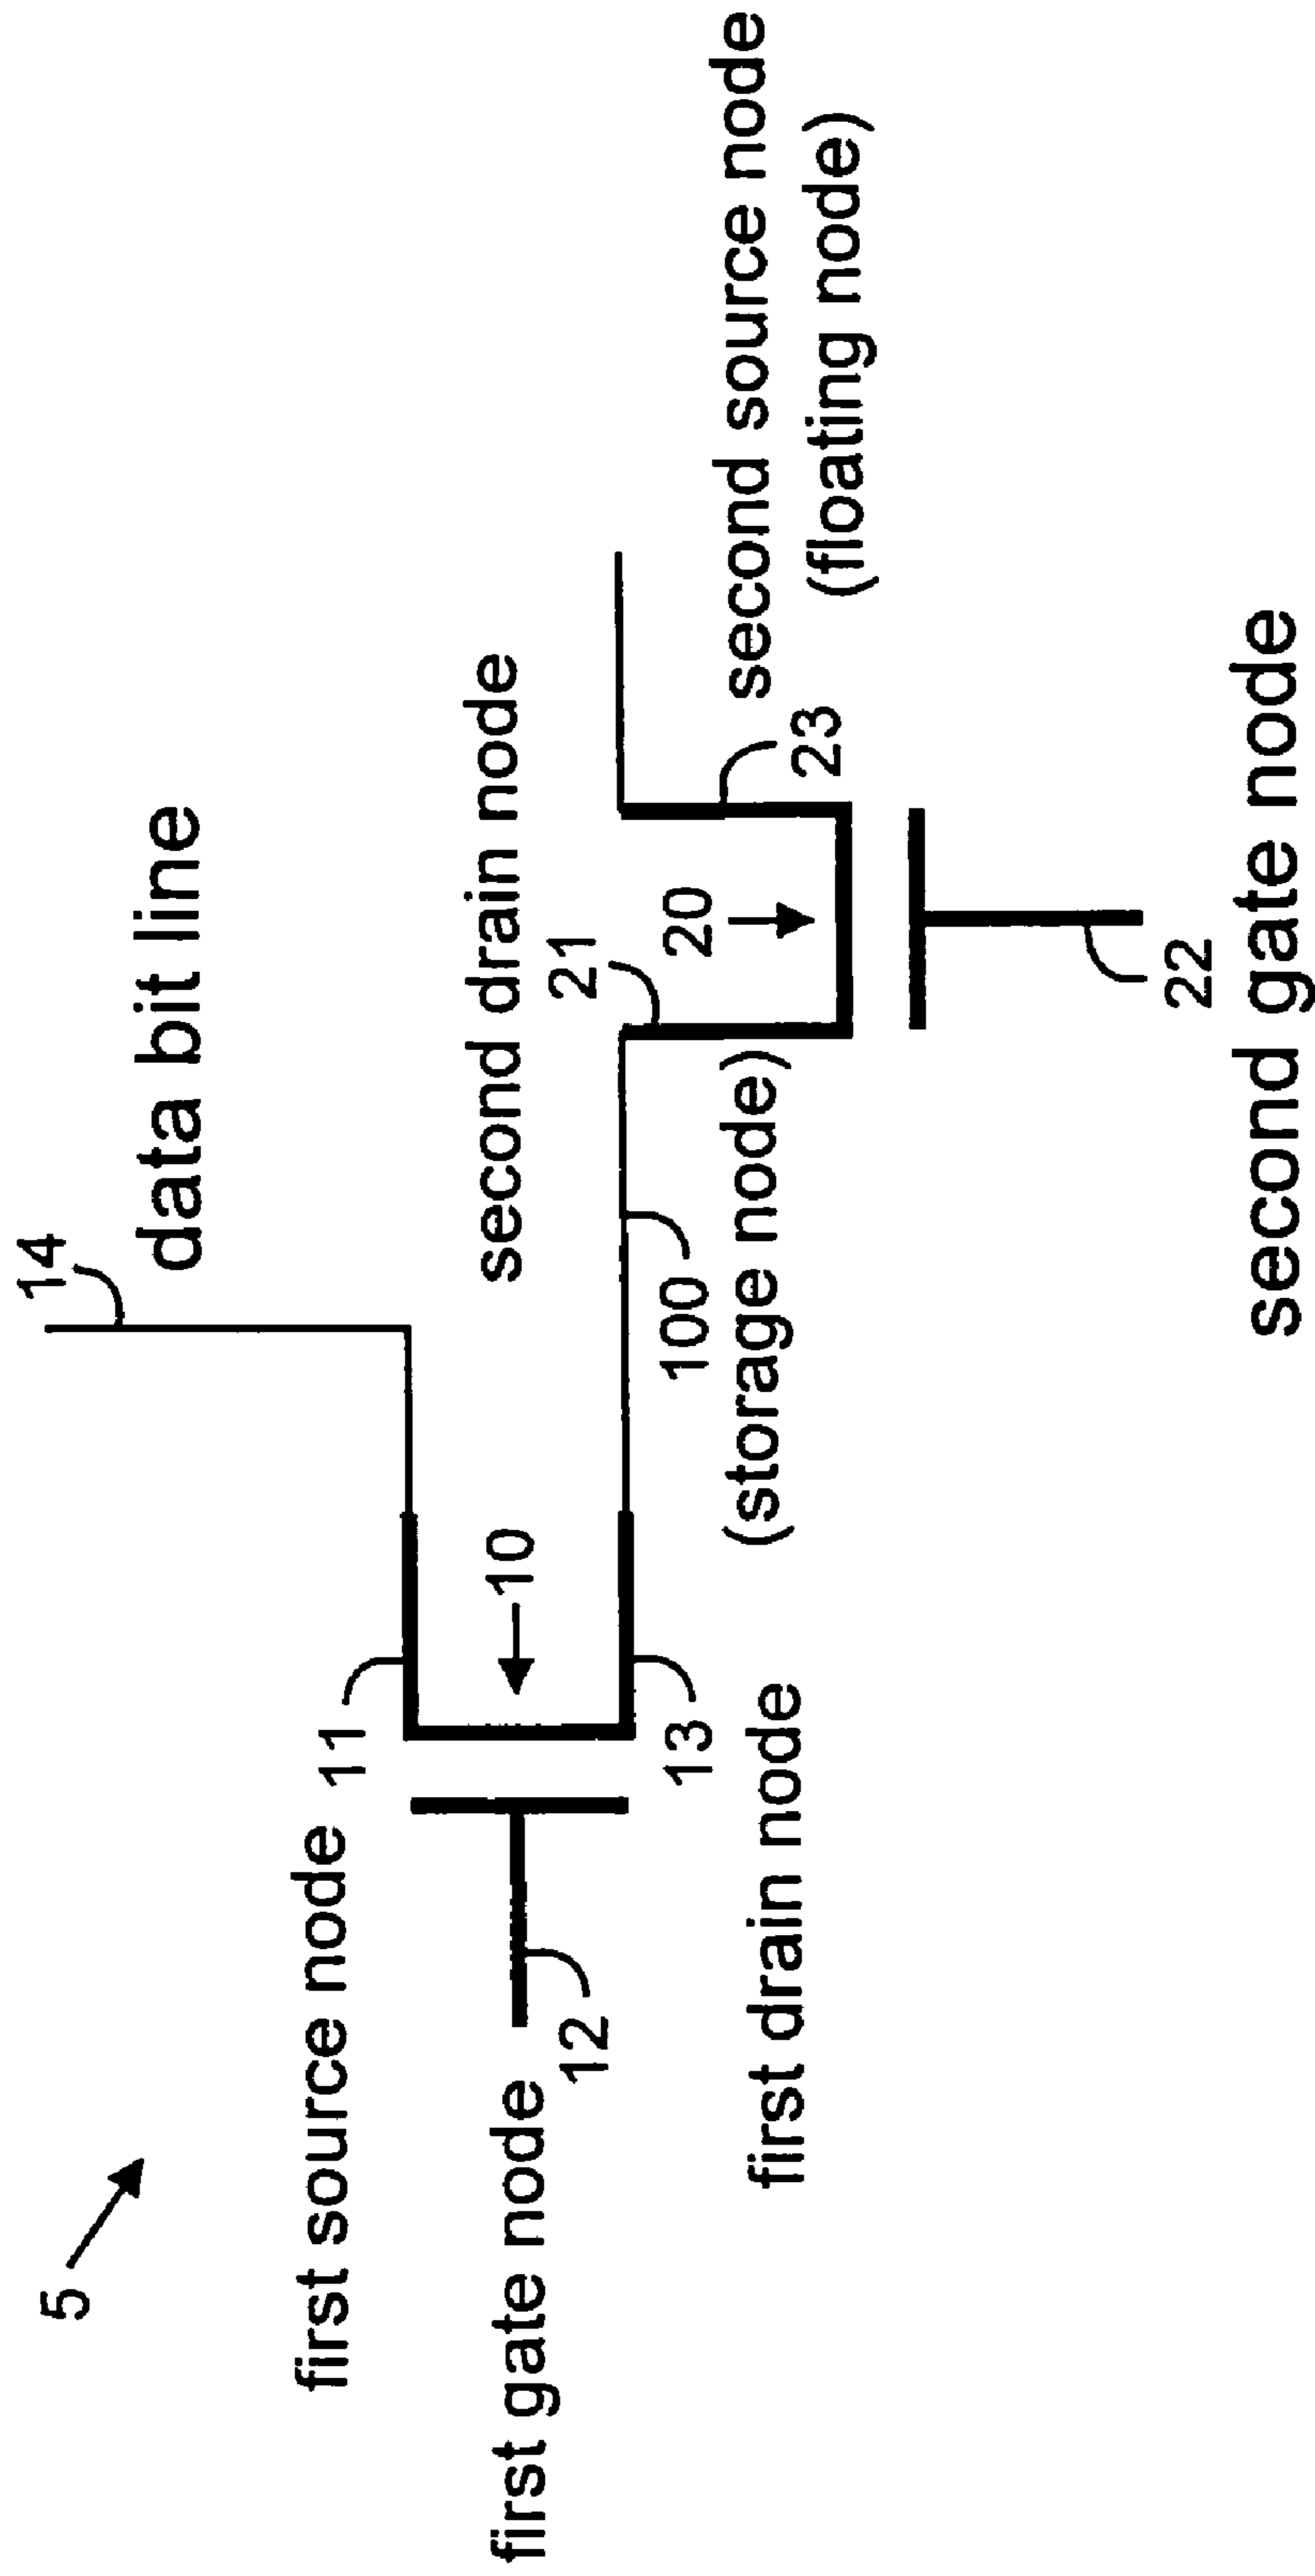 5
14
data bit line
first source node
11
10
first gate node
12
13
first drain node
second drain node
21
100
(storage node)
20
23
second source node
(floating node)
22
second gate node